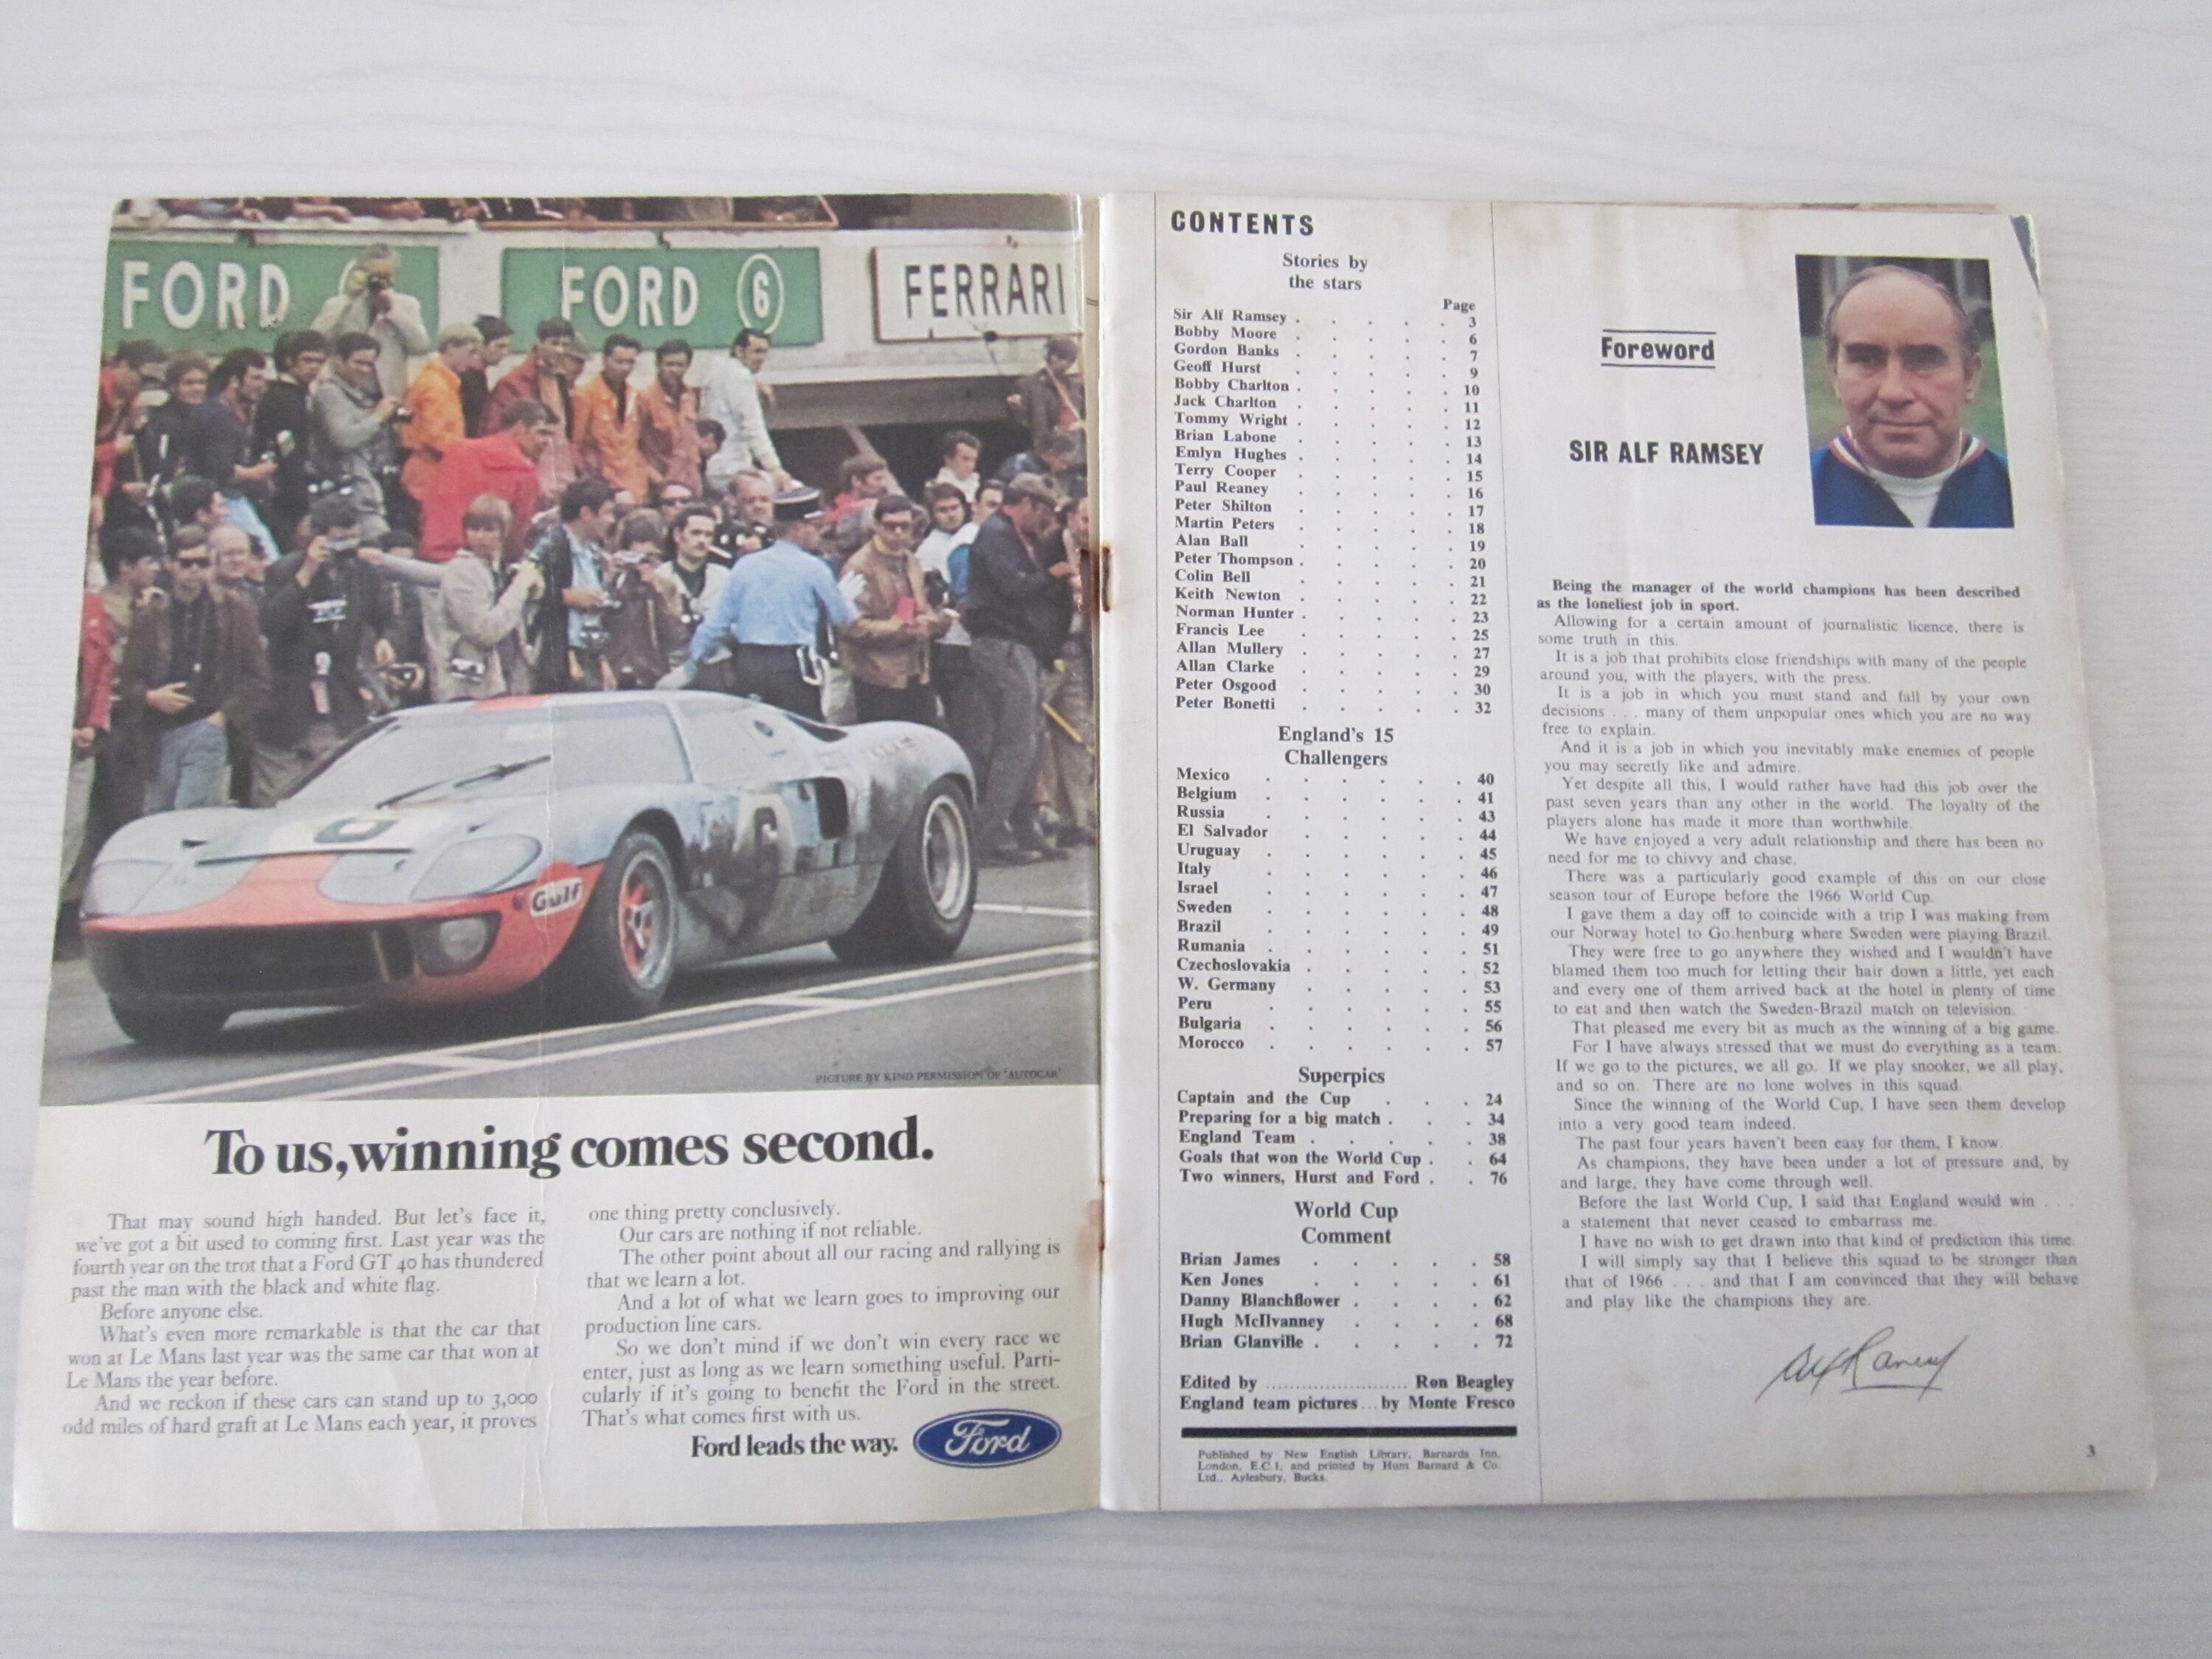 FORD
FORD 6
FERRARI
6
6
Gulf
PICTURE BY KIND PERMISSION OF 'AUTOCAR'
To us, winning comes second.
That may sound high handed. But let's face it,
we've got a bit used to coming first. Last year was the
fourth year on the trot that a Ford GT 40 has thundered
past the man with the black and white flag.
Before anyone else.
What's even more remarkable is that the car that
won at Le Mans last year was the same car that won at
Le Mans the year before.
And we reckon if these cars can stand up to 3,000
odd miles of hard graft at Le Mans each year, it proves
one thing pretty conclusively.
Our cars are nothing if not reliable.
The other point about all our racing and rallying is
that we learn a lot.
And a lot of what we learn goes to improving our
production line cars.
So we don't mind if we don't win every race we
enter, just as long as we learn something useful. Parti-
cularly if it's going to benefit the Ford in the street.
That's what comes first with us.
Ford leads the way. Ford
CONTENTS
Stories by
the stars
Page
Sir Alf Ramsey . . . . . 3
Bobby Moore . . . . . 6
Gordon Banks . . . . . 7
Geoff Hurst . . . . . 9
Bobby Charlton . . . . . 10
Jack Charlton . . . . . 11
Tommy Wright . . . . . 12
Brian Labone . . . . . 13
Emlyn Hughes . . . . . 14
Terry Cooper . . . . . 15
Paul Reaney . . . . . 16
Peter Shilton . . . . . 17
Martin Peters . . . . . 18
Alan Ball . . . . . 19
Peter Thompson . . . . . 20
Colin Bell . . . . . 21
Keith Newton . . . . . 22
Norman Hunter . . . . . 23
Francis Lee . . . . . 25
Allan Mullery . . . . . 27
Allan Clarke . . . . . 29
Peter Osgood . . . . . 30
Peter Bonetti . . . . . 32
England's 15
Challengers
Mexico . . . . . . 40
Belgium . . . . . . 41
Russia . . . . . . 43
El Salvador . . . . . 44
Uruguay . . . . . . 45
Italy . . . . . . 46
Israel . . . . . . 47
Sweden . . . . . . 48
Brazil . . . . . . 49
Rumania . . . . . . 51
Czechoslovakia . . . . . 52
W. Germany . . . . . 53
Peru . . . . . . 55
Bulgaria . . . . . . 56
Morocco . . . . . . 57
Superpics
Captain and the Cup . . . 24
Preparing for a big match . . . 34
England Team . . . . . 38
Goals that won the World Cup . . 64
Two winners, Hurst and Ford . . 76
World Cup
Comment
Brian James . . . . . 58
Ken Jones . . . . . 61
Danny Blanchflower . . . . 62
Hugh McIlvanney . . . . 68
Brian Glanville . . . . . 72
Edited by ........................ Ron Beagley
England team pictures ... by Monte Fresco
Published by New English Library, Barnards Inn,
London, E.C.1, and printed by Hunt Barnard & Co.
Ltd., Aylesbury, Bucks.
Foreword
SIR ALF RAMSEY
Being the manager of the world champions has been described
as the loneliest job in sport.
Allowing for a certain amount of journalistic licence, there is
some truth in this.
It is a job that prohibits close friendships with many of the people
around you, with the players, with the press.
It is a job in which you must stand and fall by your own
decisions . . . many of them unpopular ones which you are no way
free to explain.
And it is a job in which you inevitably make enemies of people
you may secretly like and admire.
Yet despite all this, I would rather have had this job over the
past seven years than any other in the world. The loyalty of the
players alone has made it more than worthwhile.
We have enjoyed a very adult relationship and there has been no
need for me to chivvy and chase.
There was a particularly good example of this on our close
season tour of Europe before the 1966 World Cup.
I gave them a day off to coincide with a trip I was making from
our Norway hotel to Gothenburg where Sweden were playing Brazil.
They were free to go anywhere they wished and I wouldn't have
blamed them too much for letting their hair down a little, yet each
and every one of them arrived back at the hotel in plenty of time
to eat and then watch the Sweden-Brazil match on television.
That pleased me every bit as much as the winning of a big game.
For I have always stressed that we must do everything as a team.
If we go to the pictures, we all go. If we play snooker, we all play,
and so on. There are no lone wolves in this squad.
Since the winning of the World Cup, I have seen them develop
into a very good team indeed.
The past four years haven't been easy for them, I know.
As champions, they have been under a lot of pressure and, by
and large, they have come through well.
Before the last World Cup, I said that England would win . . .
a statement that never ceased to embarrass me.
I have no wish to get drawn into that kind of prediction this time.
I will simply say that I believe this squad to be stronger than
that of 1966 . . . and that I am convinced that they will behave
and play like the champions they are.
Alf Ramsey
3